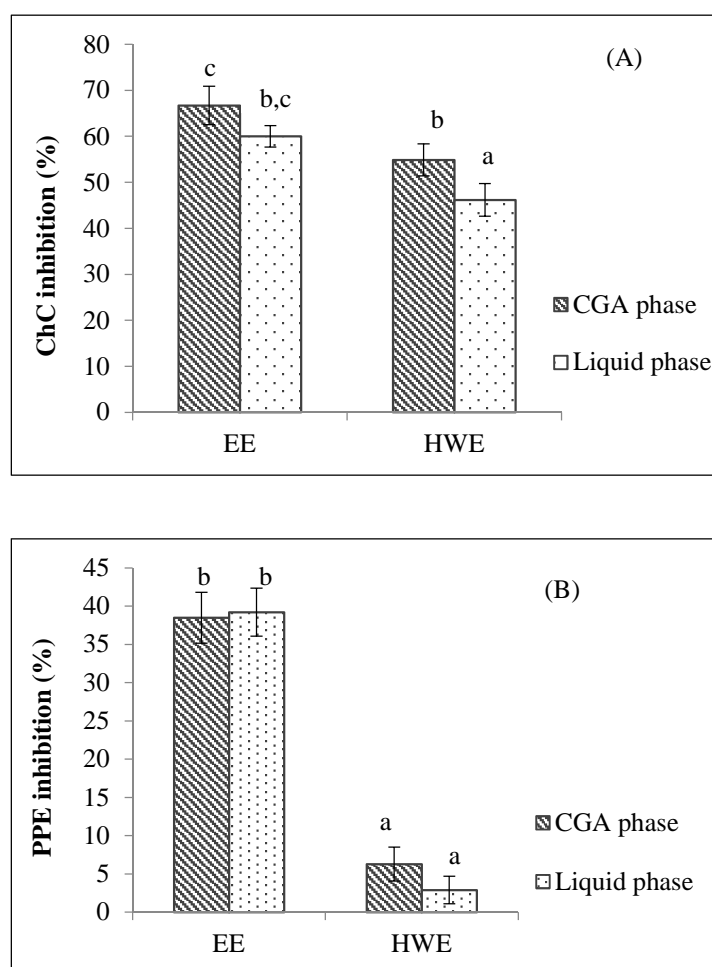 (A)
ChC inhibition (%)
80
70
60
50
40
30
20
10
0
c
b,c
b
a
EE
HWE
CGA phase
Liquid phase
(B)
PPE inhibition (%)
45
40
35
30
25
20
15
10
5
0
b
b
a
a
EE
HWE
CGA phase
Liquid phase